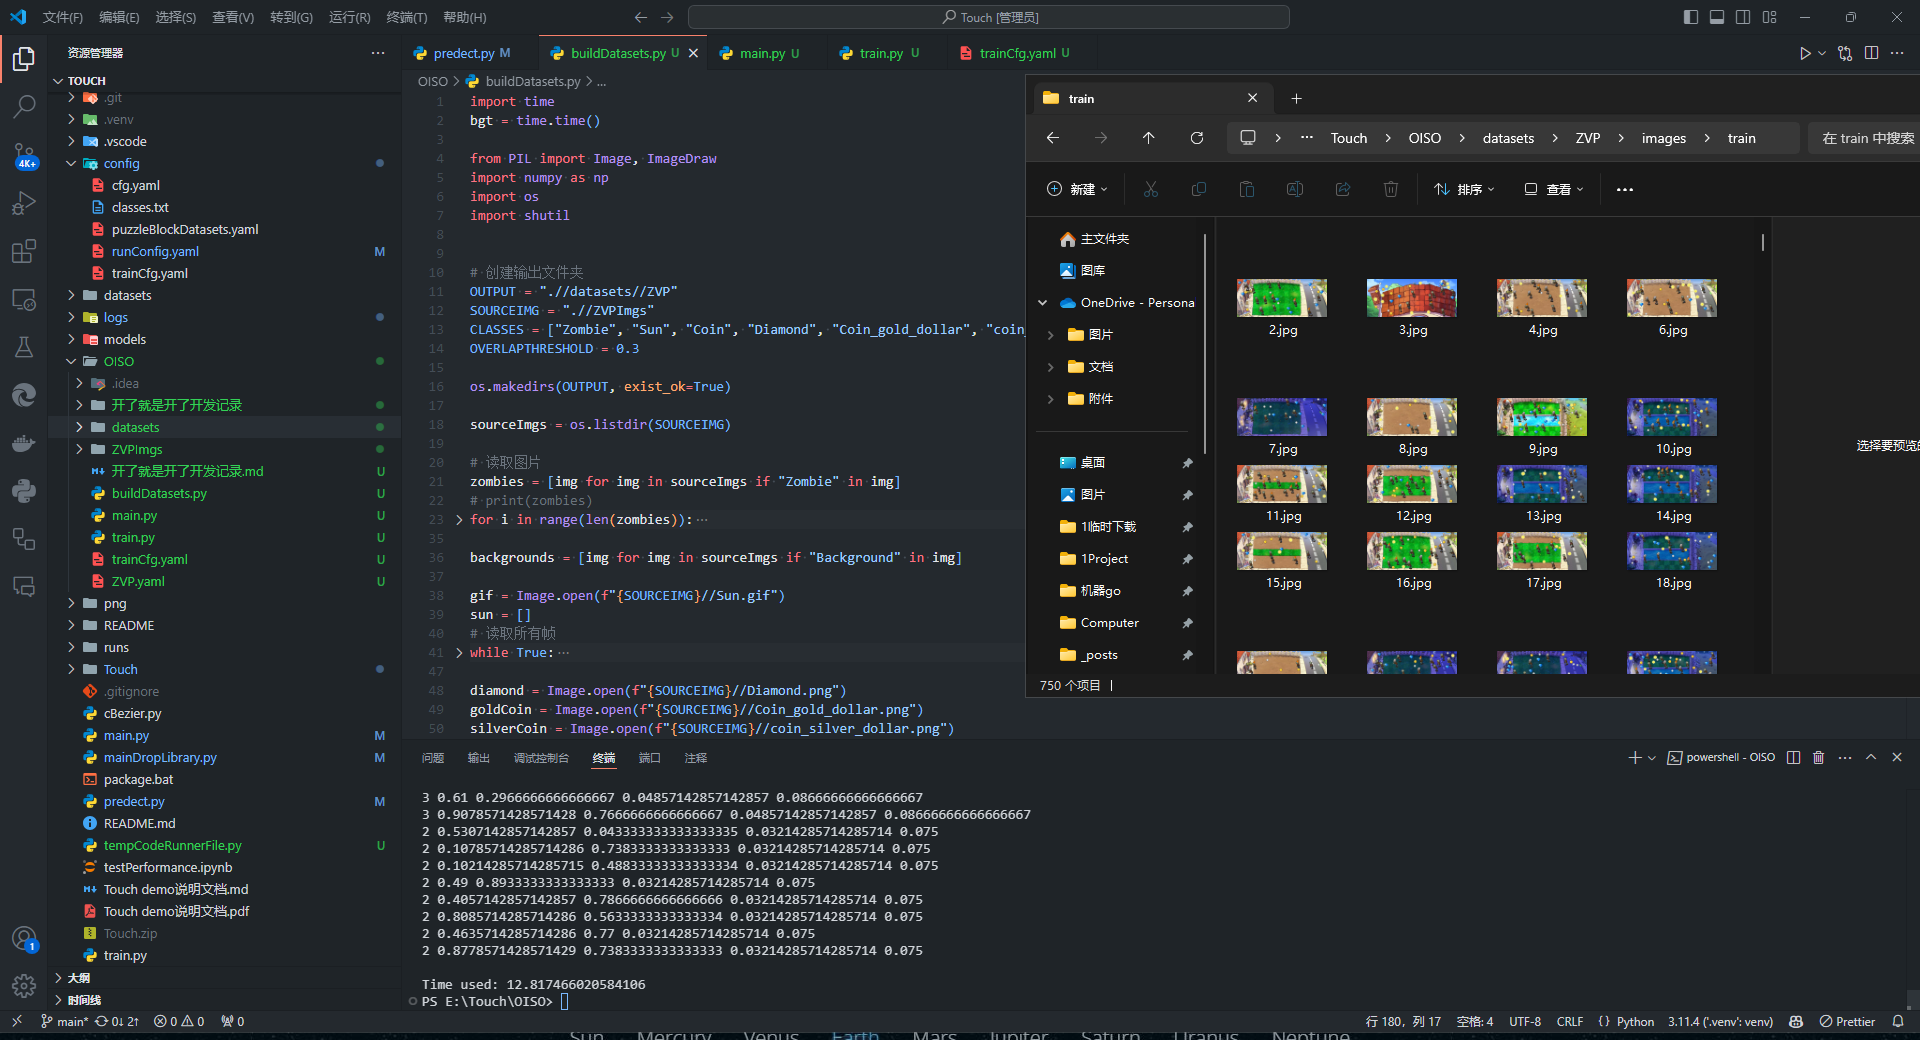 文件(F) 编辑(E) 选择(S) 查看(V) 转到(G) 运行(R) 终端(T) 帮助(H)
Touch [管理员]
资源管理器
predect.py M
buildDatasets.py U
main.py U
train.py U
trainCfg.yaml U
TOUCH
.git
.venv
.vscode
config
cfg.yaml
classes.txt
puzzleBlockDatasets.yaml
runConfig.yaml M
trainCfg.yaml
datasets
logs
models
OISO
.idea
开了就是开了开发记录
datasets
ZVPImgs
开了就是开了开发记录.md U
buildDatasets.py U
main.py U
train.py U
trainCfg.yaml U
ZVP.yaml U
png
README
runs
Touch
.gitignore
cBezier.py
main.py M
mainDropLibrary.py M
package.bat
predect.py M
README.md
tempCodeRunnerFile.py U
testPerformance.ipynb
Touch demo说明文档.md
Touch demo说明文档.pdf
Touch.zip
train.py
大纲
时间线
4K+
1
OISO > buildDatasets.py > ...
1 import time
2 bgt = time.time()
3
4 from PIL import Image, ImageDraw
5 import numpy as np
6 import os
7 import shutil
8
9
10 # 创建输出文件夹
11 OUTPUT = ".//datasets//ZVP"
12 SOURCEIMG = ".//ZVPImgs"
13 CLASSES = ["Zombie", "Sun", "Coin", "Diamond", "Coin_gold_dollar", "coin_
14 OVERLAPTHRESHOLD = 0.3
15
16 os.makedirs(OUTPUT, exist_ok=True)
17
18 sourceImgs = os.listdir(SOURCEIMG)
19
20 # 读取图片
21 zombies = [img for img in sourceImgs if "Zombie" in img]
22 # print(zombies)
23 for i in range(len(zombies)):···
35
36 backgrounds = [img for img in sourceImgs if "Background" in img]
37
38 gif = Image.open(f"{SOURCEIMG}//Sun.gif")
39 sun = []
40 # 读取所有帧
41 while True:···
47
48 diamond = Image.open(f"{SOURCEIMG}//Diamond.png")
49 goldCoin = Image.open(f"{SOURCEIMG}//Coin_gold_dollar.png")
50 silverCoin = Image.open(f"{SOURCEIMG}//coin_silver_dollar.png")
train
Touch > OISO > datasets > ZVP > images > train
在 train 中搜索
新建 排序 查看
主文件夹
图库
OneDrive - Persona
图片
文档
附件
桌面
图片
1临时下载
1Project
机器go
Computer
_posts
2.jpg 3.jpg 4.jpg 6.jpg
7.jpg 8.jpg 9.jpg 10.jpg
11.jpg 12.jpg 13.jpg 14.jpg
15.jpg 16.jpg 17.jpg 18.jpg
选择要预览的
750 个项目
问题 输出 调试控制台 终端 端口 注释
powershell - OISO
3 0.61 0.2966666666666667 0.04857142857142857 0.08666666666666667
3 0.9078571428571428 0.7666666666666667 0.04857142857142857 0.08666666666666667
2 0.5307142857142857 0.043333333333333335 0.03214285714285714 0.075
2 0.10785714285714286 0.7383333333333333 0.03214285714285714 0.075
2 0.10214285714285715 0.48833333333333334 0.03214285714285714 0.075
2 0.49 0.8933333333333333 0.03214285714285714 0.075
2 0.4057142857142857 0.7866666666666666 0.03214285714285714 0.075
2 0.8085714285714286 0.5633333333333334 0.03214285714285714 0.075
2 0.4635714285714286 0.77 0.03214285714285714 0.075
2 0.8778571428571429 0.7383333333333333 0.03214285714285714 0.075
Time used: 12.817466020584106
PS E:\Touch\OISO>
main* 0↓ 2↑ 0 0 0
行 180，列 17 空格: 4 UTF-8 CRLF {} Python 3.11.4 ('.venv': venv) Prettier
Sun Mercury Venus Earth Mars Jupiter Saturn Uranus Neptune